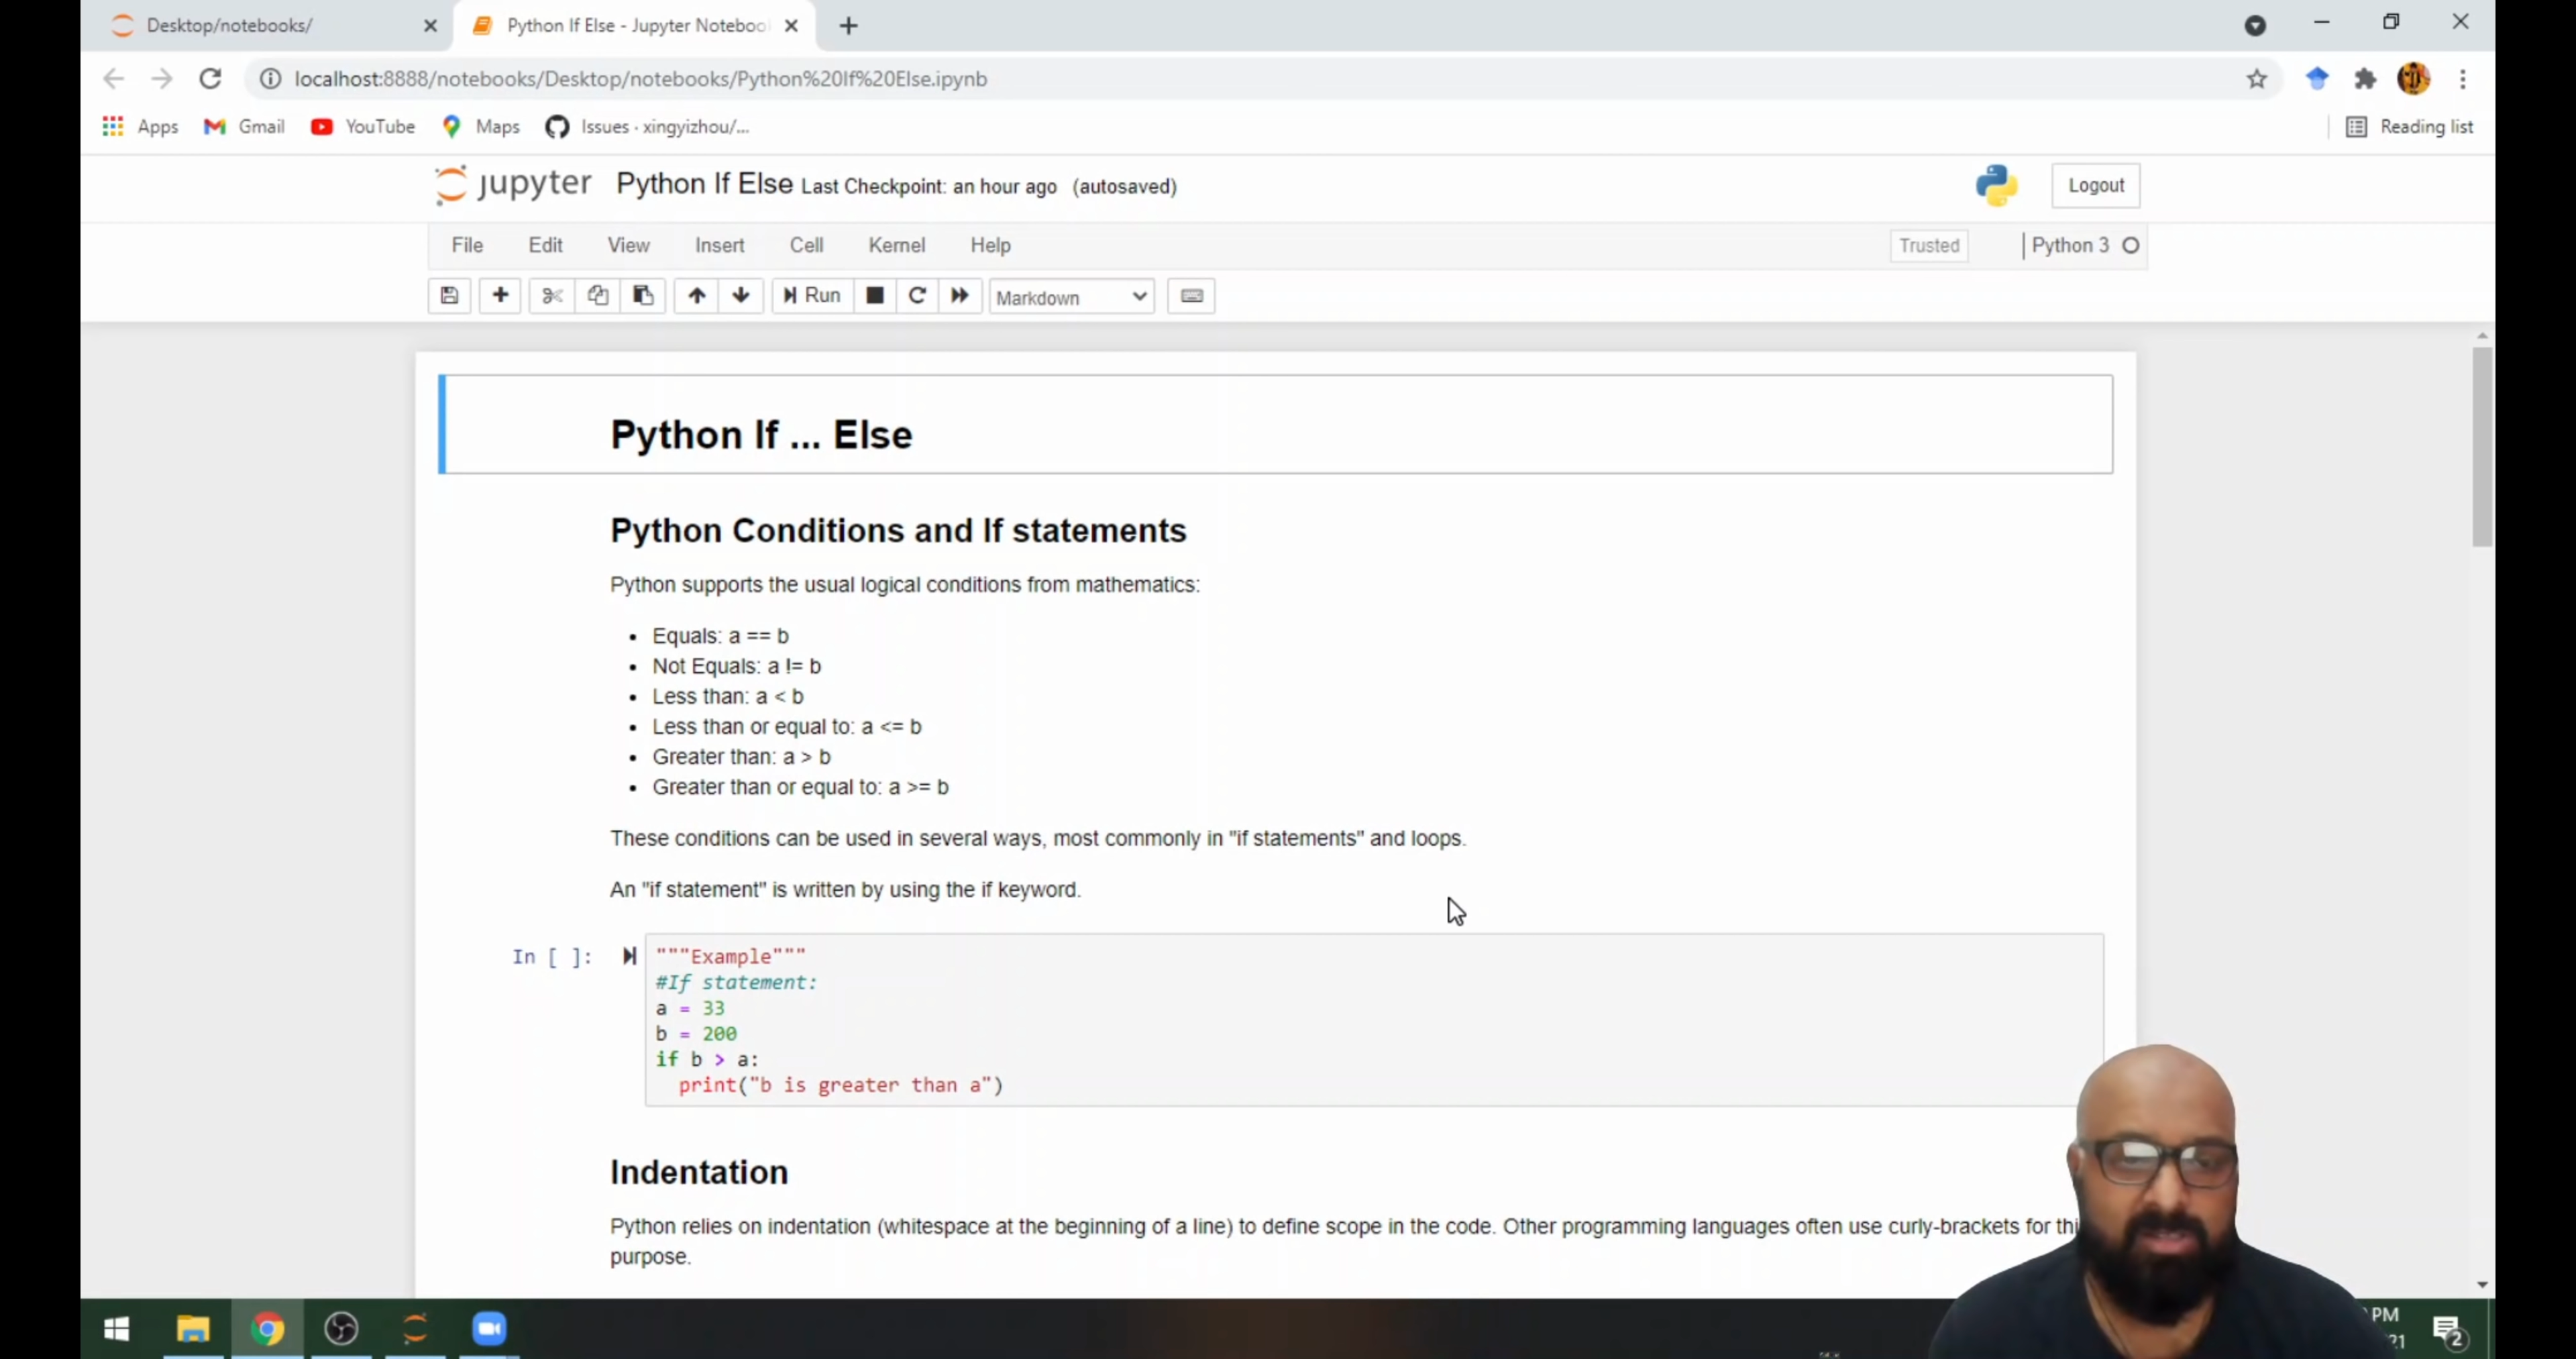 Desktop/notebooks/
Python If Else - Jupyter Noteboo
localhost:8888/notebooks/Desktop/notebooks/Python%20If%20Else.ipynb
Apps Gmail YouTube Maps Issues · xingyizhou/... Reading list
jupyter Python If Else Last Checkpoint: an hour ago (autosaved) Logout
File Edit View Insert Cell Kernel Help Trusted Python 3
Run Markdown
Python If ... Else
Python Conditions and If statements
Python supports the usual logical conditions from mathematics:
• Equals: a == b
• Not Equals: a != b
• Less than: a < b
• Less than or equal to: a <= b
• Greater than: a > b
• Greater than or equal to: a >= b
These conditions can be used in several ways, most commonly in "if statements" and loops.
An "if statement" is written by using the if keyword.
In [ ]: """Example"""
#If statement:
a = 33
b = 200
if b > a:
  print("b is greater than a")
Indentation
Python relies on indentation (whitespace at the beginning of a line) to define scope in the code. Other programming languages often use curly-brackets for thi
purpose.
PM
21
2